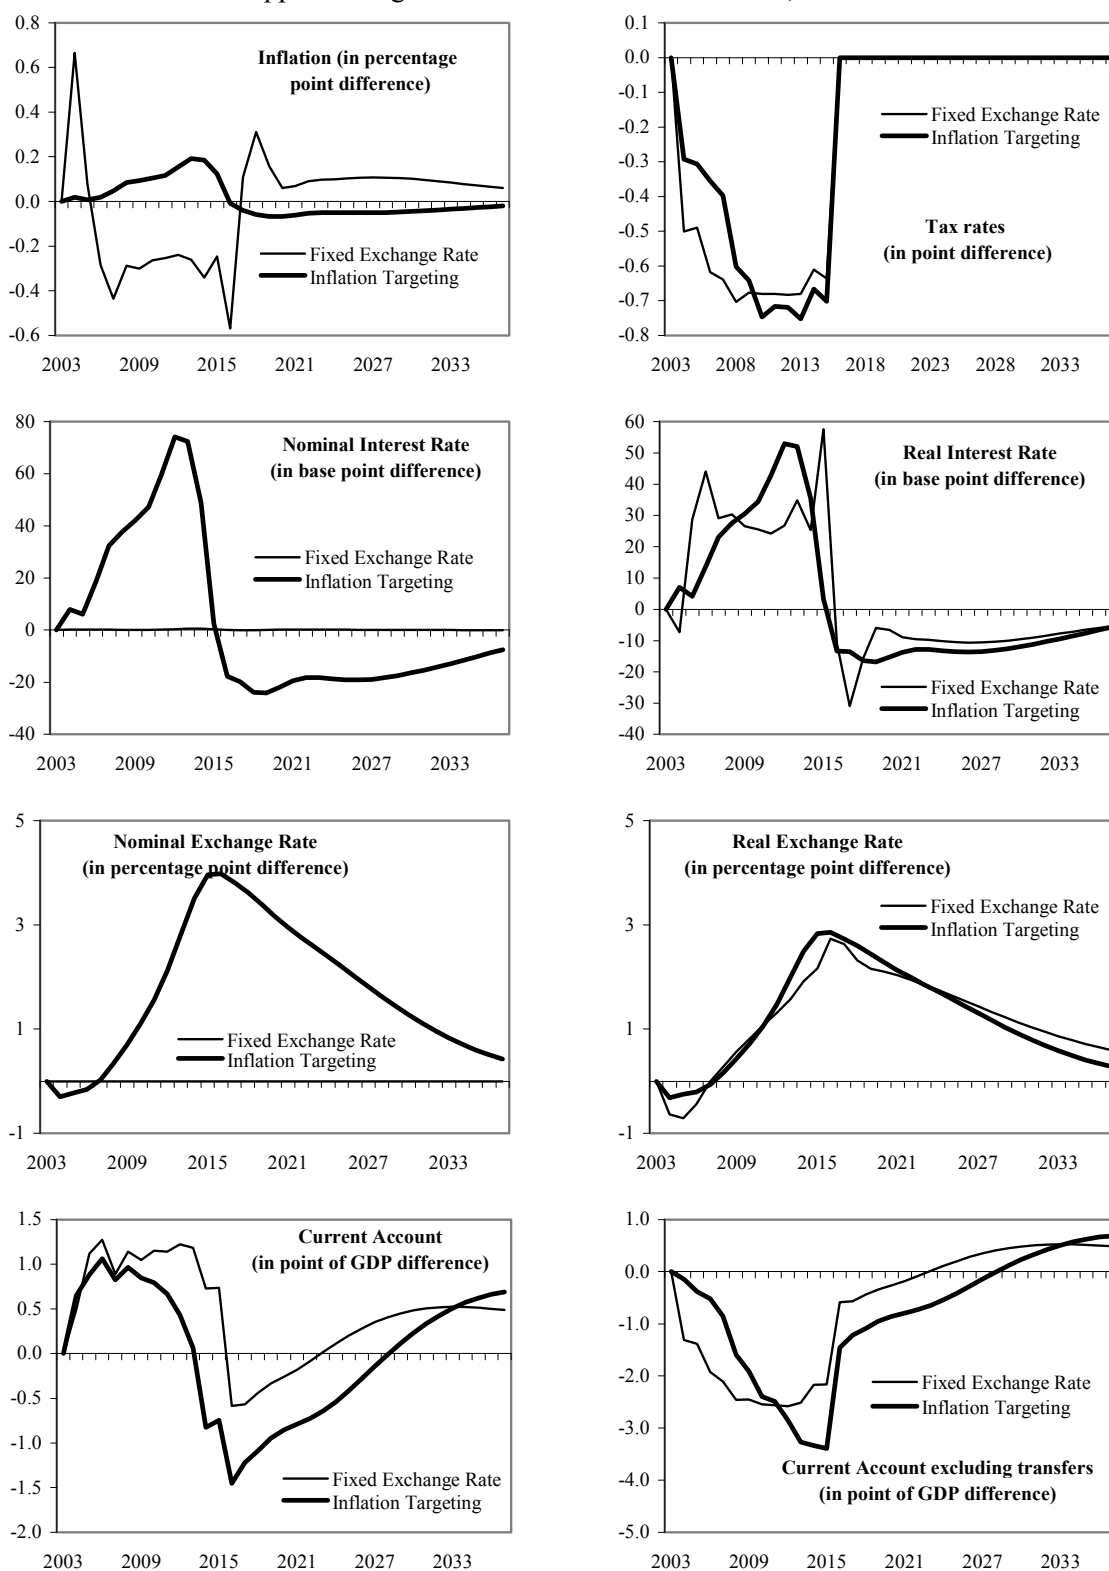 0.8
0.6
0.4
0.2
0.0
-0.2
-0.4
-0.6
Inflation (in percentage
point difference)
Fixed Exchange Rate
Inflation Targeting
2003 2009 2015 2021 2027 2033
0.1
0.0
-0.1
-0.2
-0.3
-0.4
-0.5
-0.6
-0.7
-0.8
Fixed Exchange Rate
Inflation Targeting
Tax rates
(in point difference)
2003 2008 2013 2018 2023 2028 2033
80
60
40
20
0
-20
-40
Nominal Interest Rate
(in base point difference)
Fixed Exchange Rate
Inflation Targeting
2003 2009 2015 2021 2027 2033
60
50
40
30
20
10
0
-10
-20
-30
-40
Real Interest Rate
(in base point difference)
Fixed Exchange Rate
Inflation Targeting
2003 2009 2015 2021 2027 2033
5
3
1
-1
Nominal Exchange Rate
(in percentage point difference)
Fixed Exchange Rate
Inflation Targeting
2003 2009 2015 2021 2027 2033
5
3
1
-1
Real Exchange Rate
(in percentage point difference)
Fixed Exchange Rate
Inflation Targeting
2003 2009 2015 2021 2027 2033
1.5
1.0
0.5
0.0
-0.5
-1.0
-1.5
-2.0
Current Account
(in point of GDP difference)
Fixed Exchange Rate
Inflation Targeting
2003 2009 2015 2021 2027 2033
1.0
0.0
-1.0
-2.0
-3.0
-4.0
-5.0
Fixed Exchange Rate
Inflation Targeting
Current Account excluding transfers
(in point of GDP difference)
2003 2009 2015 2021 2027 2033